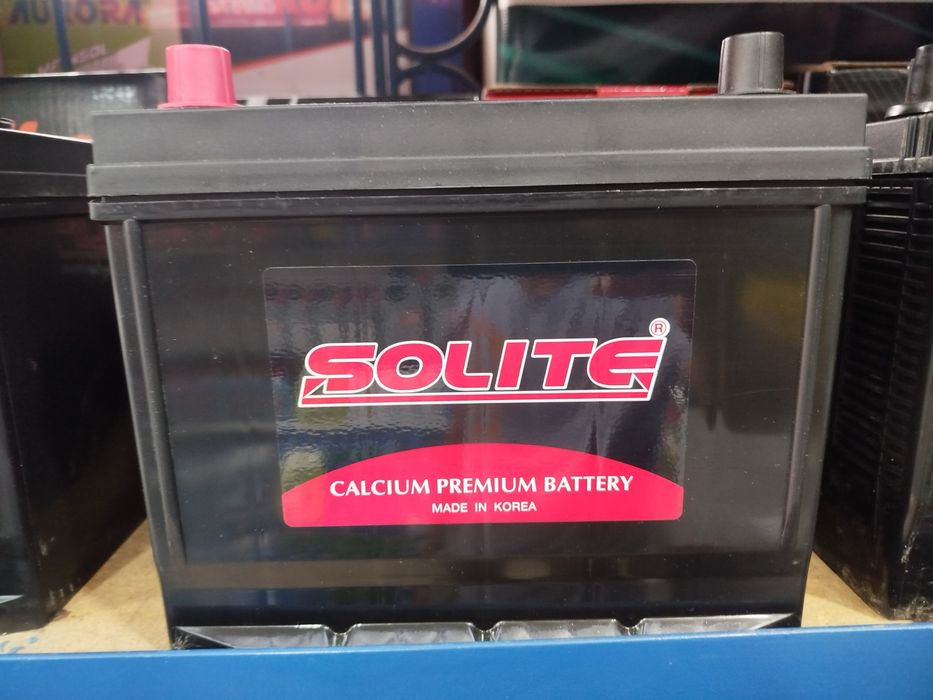 SOLITE®
CALCIUM PREMIUM BATTERY
MADE IN KOREA